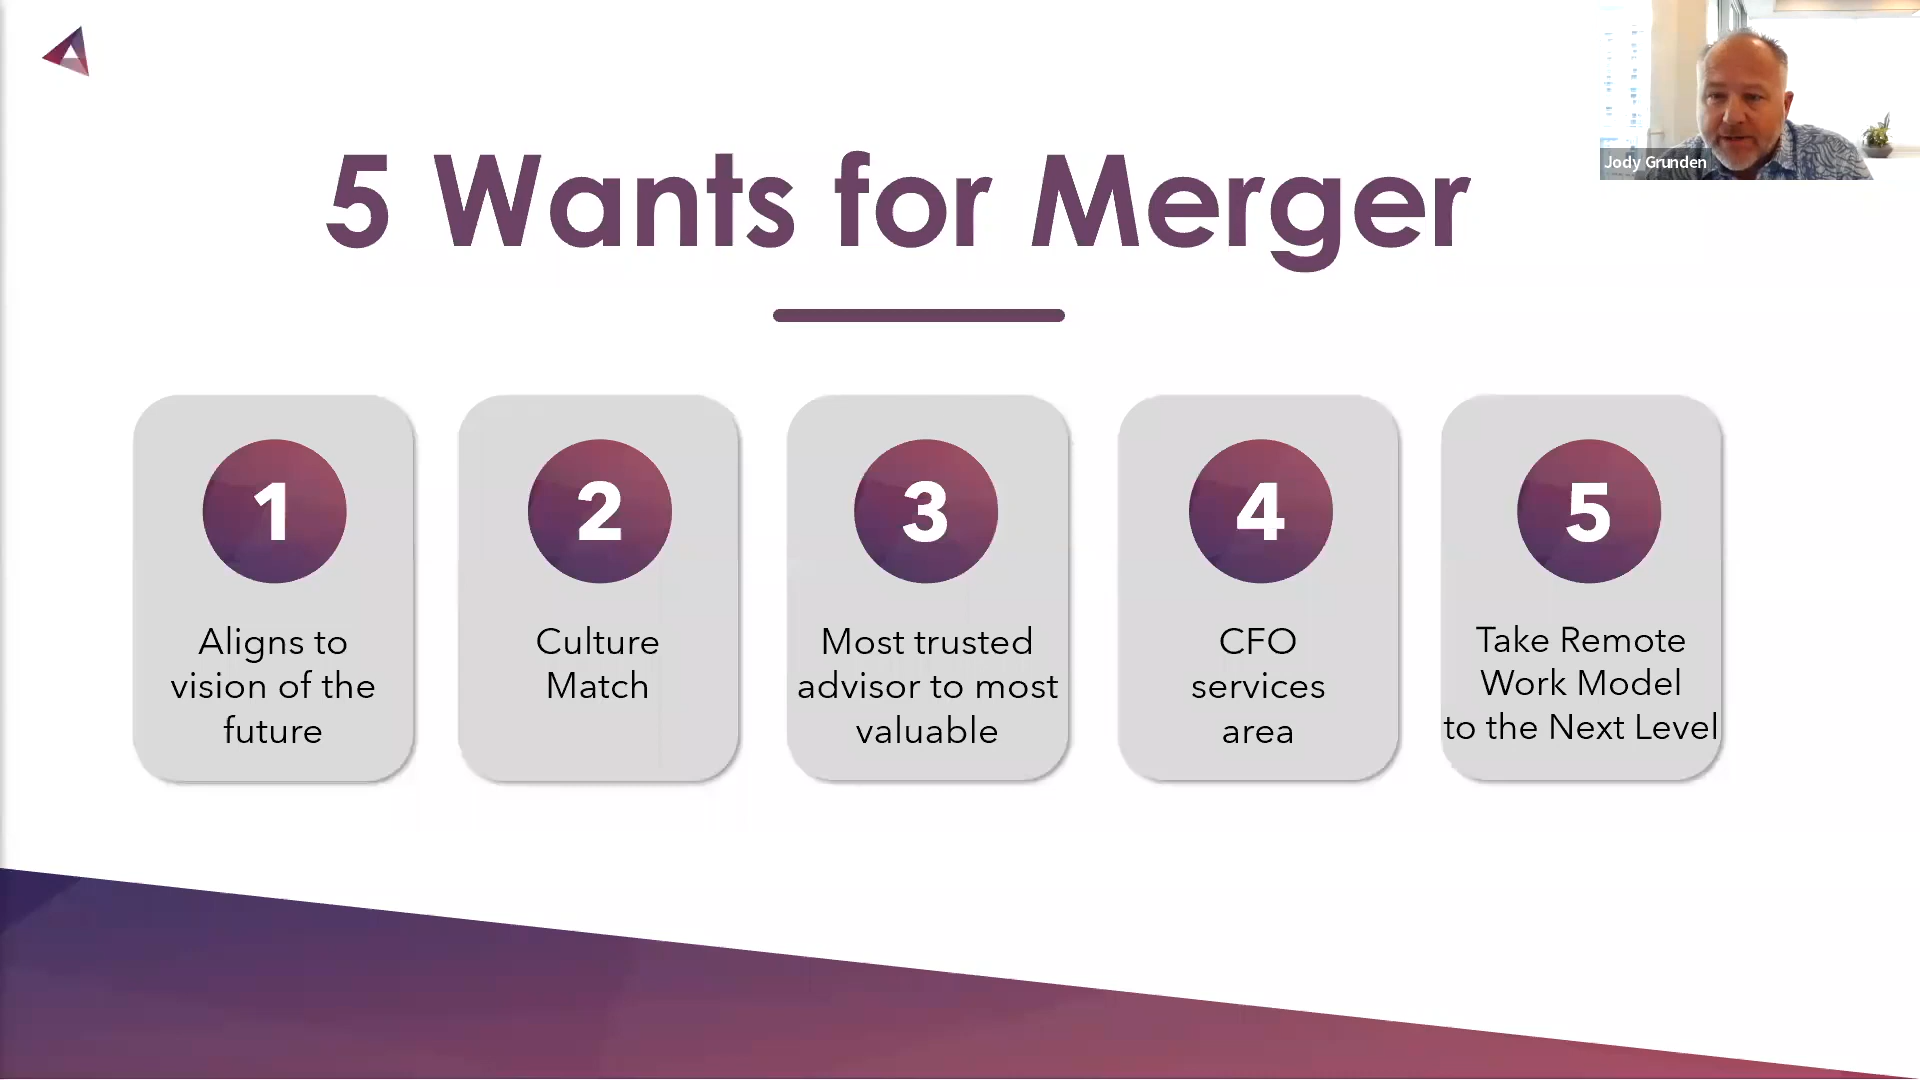 5 Wants for Merger
Jody Grunden
1
Aligns to
vision of the
future
2
Culture
Match
3
Most trusted
advisor to most
valuable
4
CFO
services
area
5
Take Remote
Work Model
to the Next Level